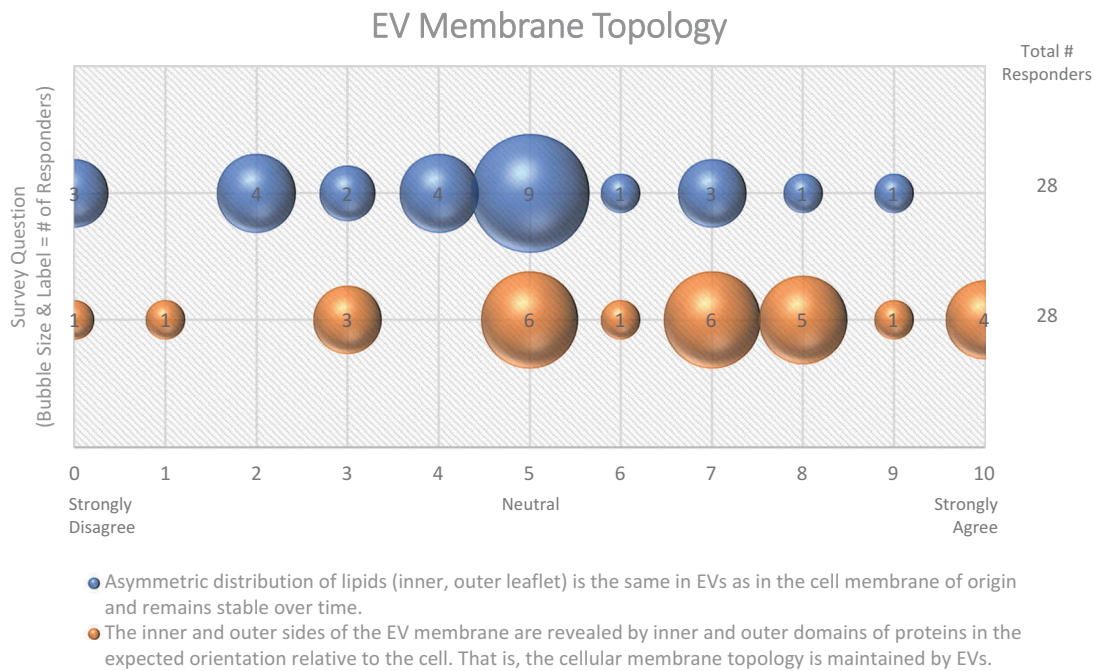 EV Membrane Topology
Total #
Responders
Survey Question
(Bubble Size & Label = # of Responders)
3 4 2 4 9 1 3 1 1
28
1 1 3 6 1 6 5 1 4
28
0 1 2 3 4 5 6 7 8 9 10
Strongly
Disagree
Neutral
Strongly
Agree
Asymmetric distribution of lipids (inner, outer leaflet) is the same in EVs as in the cell membrane of origin
and remains stable over time.
The inner and outer sides of the EV membrane are revealed by inner and outer domains of proteins in the
expected orientation relative to the cell. That is, the cellular membrane topology is maintained by EVs.